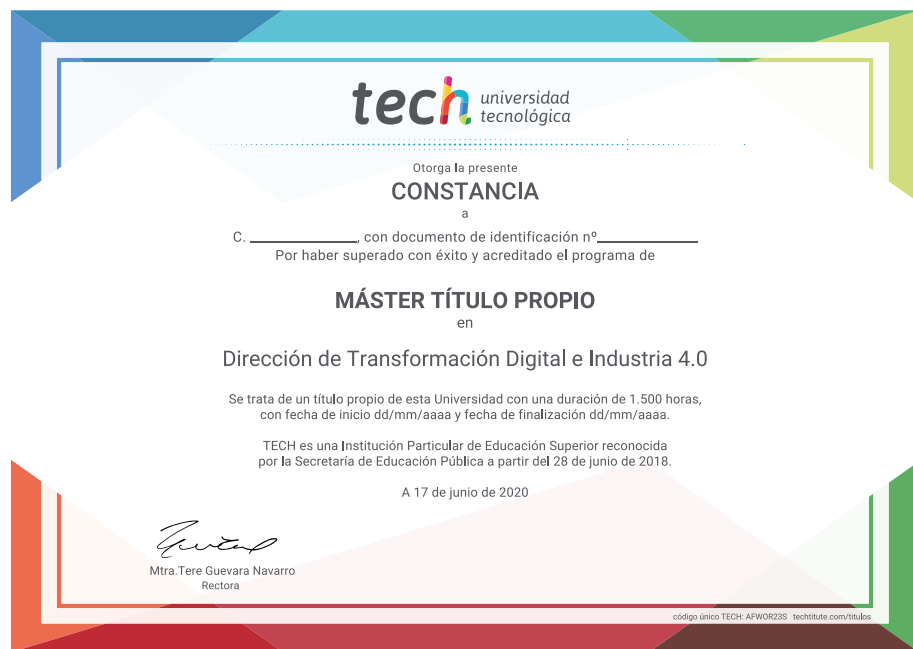 tech universidad
tecnológica
Otorga la presente
CONSTANCIA
a
C. ____________, con documento de identificación nº____________
Por haber superado con éxito y acreditado el programa de
MÁSTER TÍTULO PROPIO
en
Dirección de Transformación Digital e Industria 4.0
Se trata de un título propio de esta Universidad con una duración de 1.500 horas,
con fecha de inicio dd/mm/aaaa y fecha de finalización dd/mm/aaaa.
TECH es una Institución Particular de Educación Superior reconocida
por la Secretaría de Educación Pública a partir del 28 de junio de 2018.
A 17 de junio de 2020
Mtra.Tere Guevara Navarro
Rectora
código único TECH: AFWOR23S techtitute.com/titulos